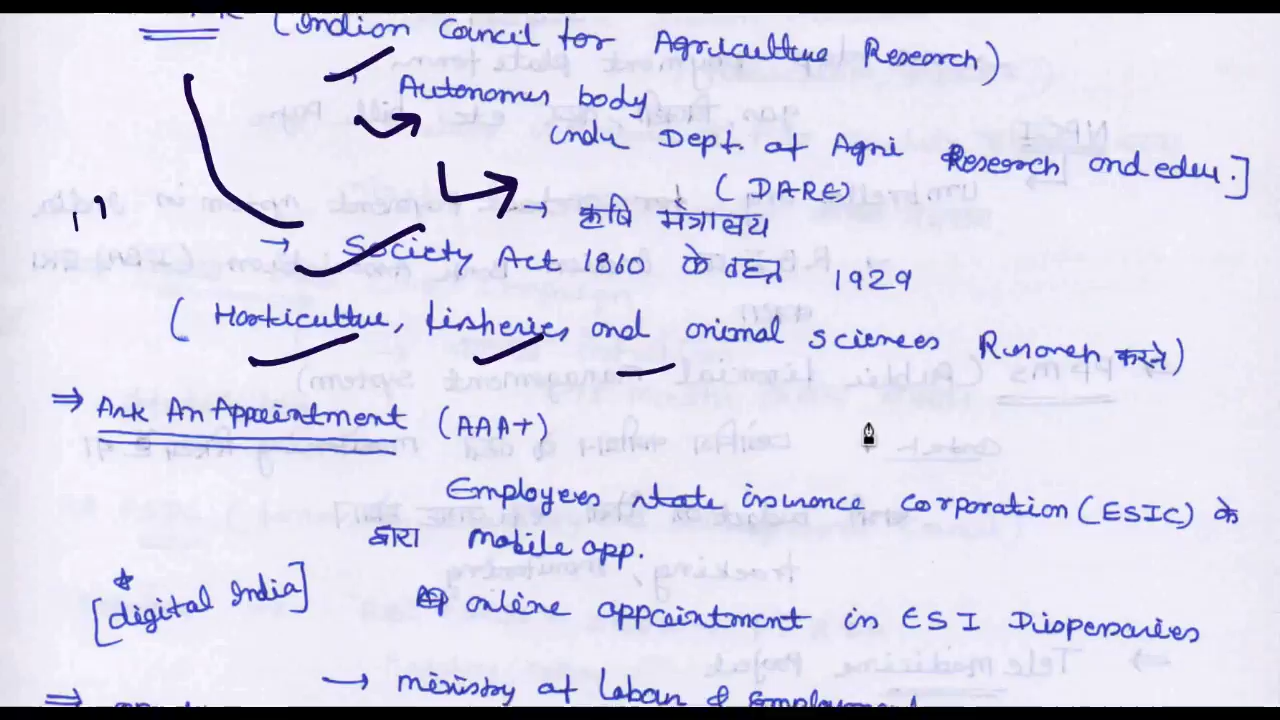 (Indian Council for Agriculture Research)
Autonomus body
under Dept. of Agri Research and edu.]
(DARE)
→ कृषि मंत्रालय
→ Society Act 1860 के तहत 1929
(Horticulture, fisheries and animal sciences Research करते)
⇒ Ask An Appointment (AAA+)
Employees state insurance corporation (ESIC) के
द्वारा mobile app.
[digital India]
online appointment in ESI Dispensaries
→ ministry of Labour & Employment
⇒